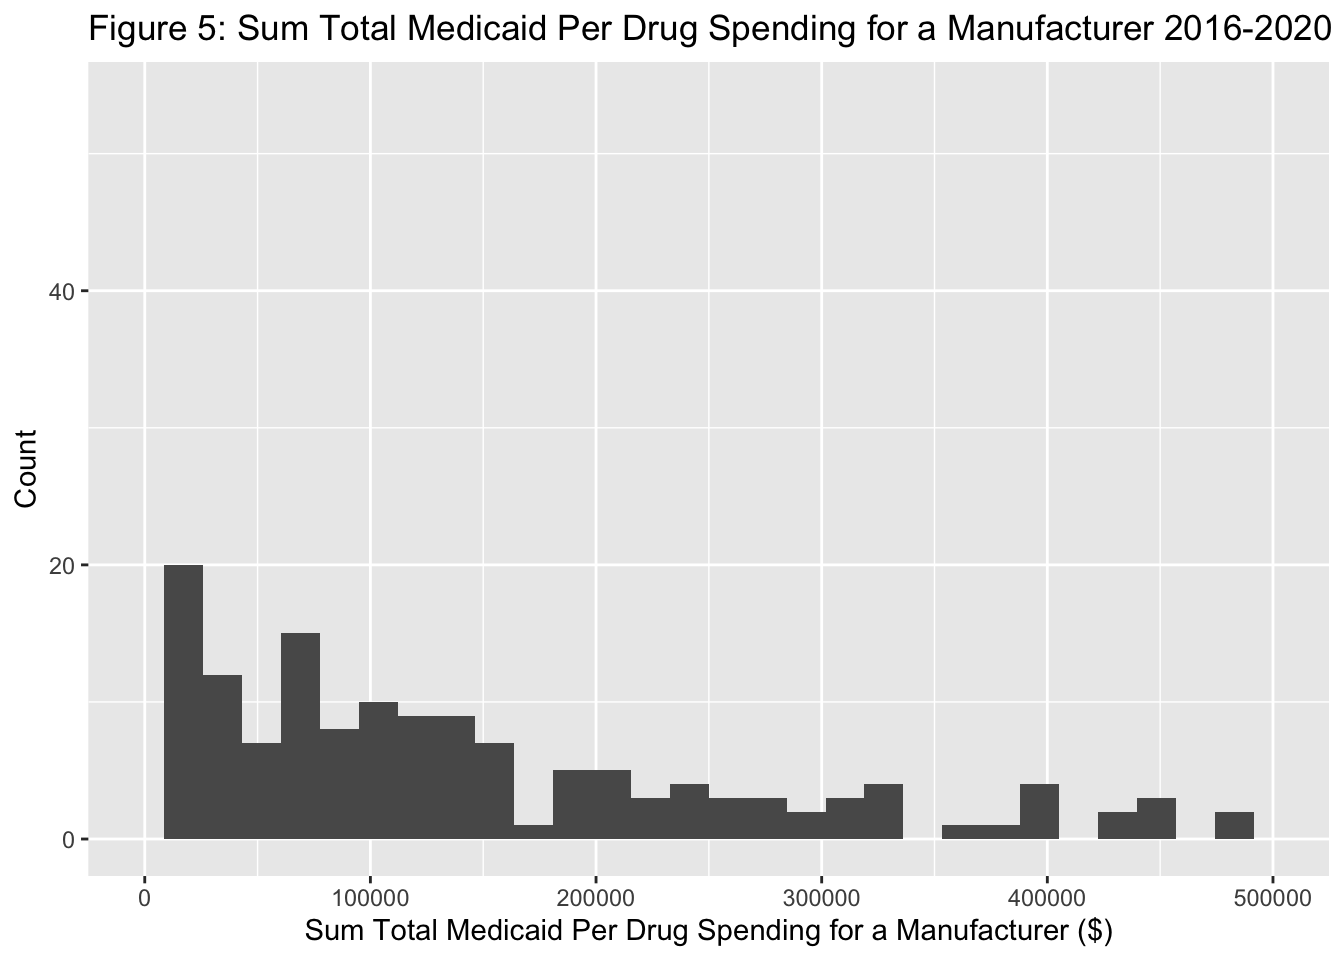 Figure 5: Sum Total Medicaid Per Drug Spending for a Manufacturer 2016-2020
40
20
0
Count
0 100000 200000 300000 400000 500000
Sum Total Medicaid Per Drug Spending for a Manufacturer ($)